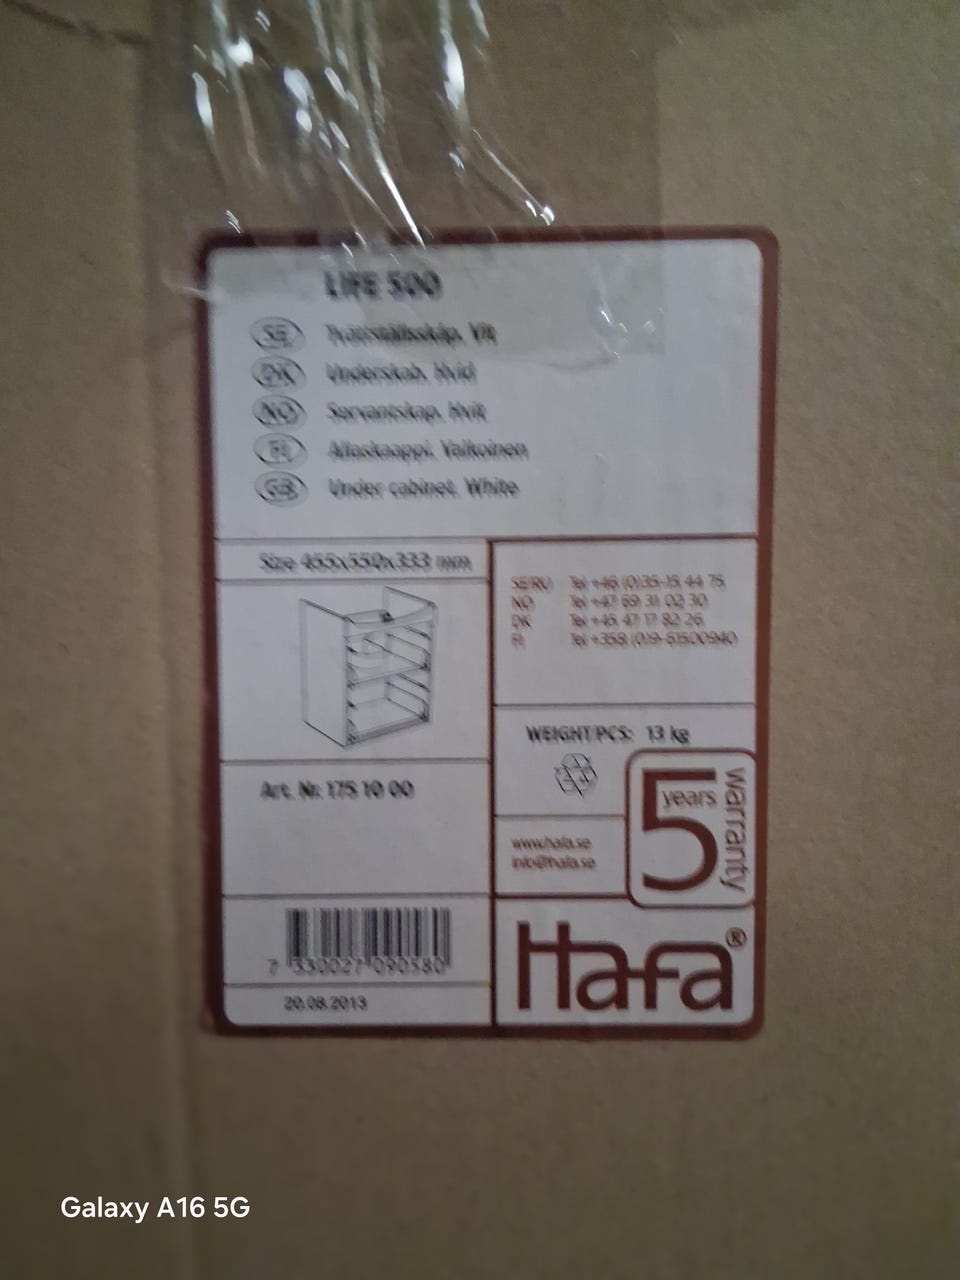 LIFE 500
SE Tvättställsskåp, Vit
DK Underskab, Hvid
NO Servantskap, Hvit
FI Allaskaappi, Valkoinen
GB Under cabinet, White
Size 455x550x333 mm
SE/RU Tel +46 (0)35-15 44 75
NO Tel +47 69 31 02 30
DK Tel +45 47 17 82 26
FI Tel +358 (0)9-61500940
WEIGHT/PCS: 13 kg
Art. Nr. 175 10 00
5 years warranty
www.hafa.se
info@hafa.se
7 330027 090580
Hafa®
20.08.2013
Galaxy A16 5G